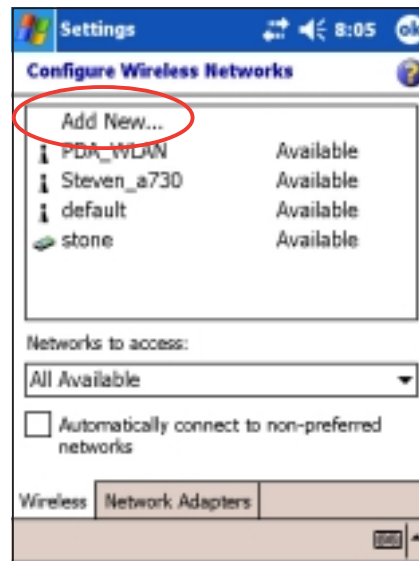 Settings 8:05 ok
Configure Wireless Networks ?
Add New...
PDA_WLAN Available
Steven_a730 Available
default Available
stone Available
Networks to access:
All Available
Automatically connect to non-preferred
networks
Wireless Network Adapters